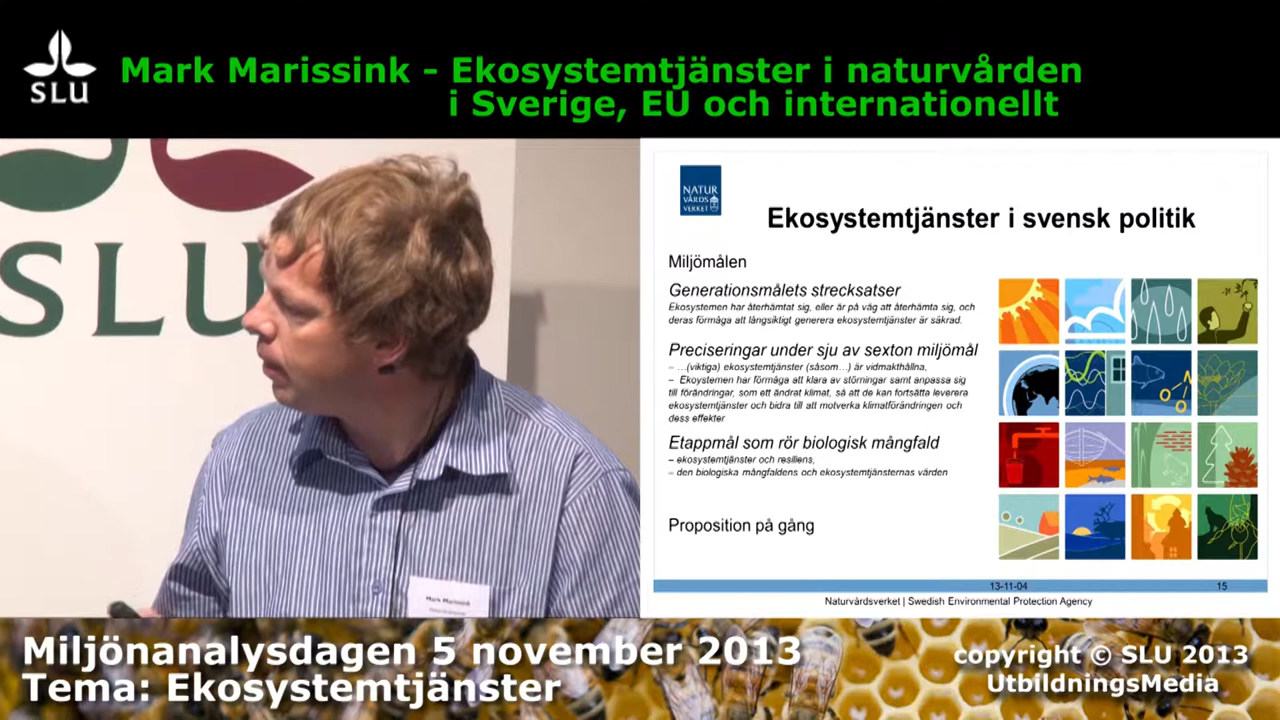 SLU
Mark Marissink - Ekosystemtjänster i naturvården
i Sverige, EU och internationellt
SLU
Mark Marissink
NATUR
VÅRDS
VERKET
Ekosystemtjänster i svensk politik
Miljömålen
Generationsmålets strecksatser
Ekosystemen har återhämtat sig, eller är på väg att återhämta sig, och
deras förmåga att långsiktigt generera ekosystemtjänster är säkrad.
Preciseringar under sju av sexton miljömål
– …(viktiga) ekosystemtjänster (såsom…) är vidmakthållna,
– Ekoystemen har förmåga att klara av störningar samt anpassa sig
till förändringar, som ett ändrat klimat, så att de kan fortsätta leverera
ekosystemtjänster och bidra till att motverka klimatförändringen och
dess effekter
Etappmål som rör biologisk mångfald
– ekosystemtjänster och resiliens,
– den biologiska mångfaldens och ekosystemtjänsternas värden
Proposition på gång
13-11-04
15
Naturvårdsverket | Swedish Environmental Protection Agency
Miljönanalysdagen 5 november 2013
Tema: Ekosystemtjänster
copyright © SLU 2013
UtbildningsMedia